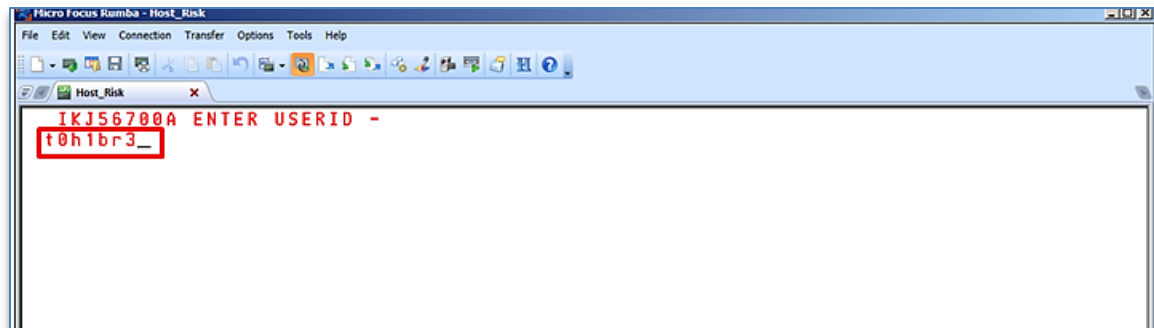 Micro Focus Rumba - Host_Risk
File Edit View Connection Transfer Options Tools Help
Host_Risk
IKJ56700A ENTER USERID -
t0h1br3_